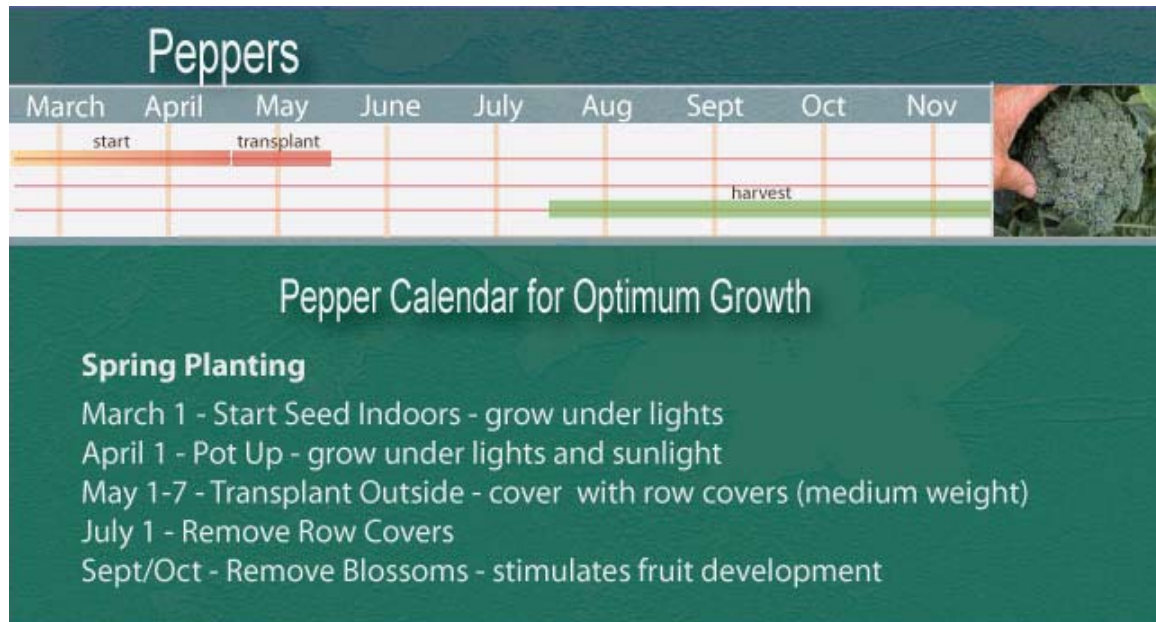 Peppers
March April May June July Aug Sept Oct Nov
start transplant
harvest
Pepper Calendar for Optimum Growth
Spring Planting
March 1 - Start Seed Indoors - grow under lights
April 1 - Pot Up - grow under lights and sunlight
May 1-7 - Transplant Outside - cover with row covers (medium weight)
July 1 - Remove Row Covers
Sept/Oct - Remove Blossoms - stimulates fruit development